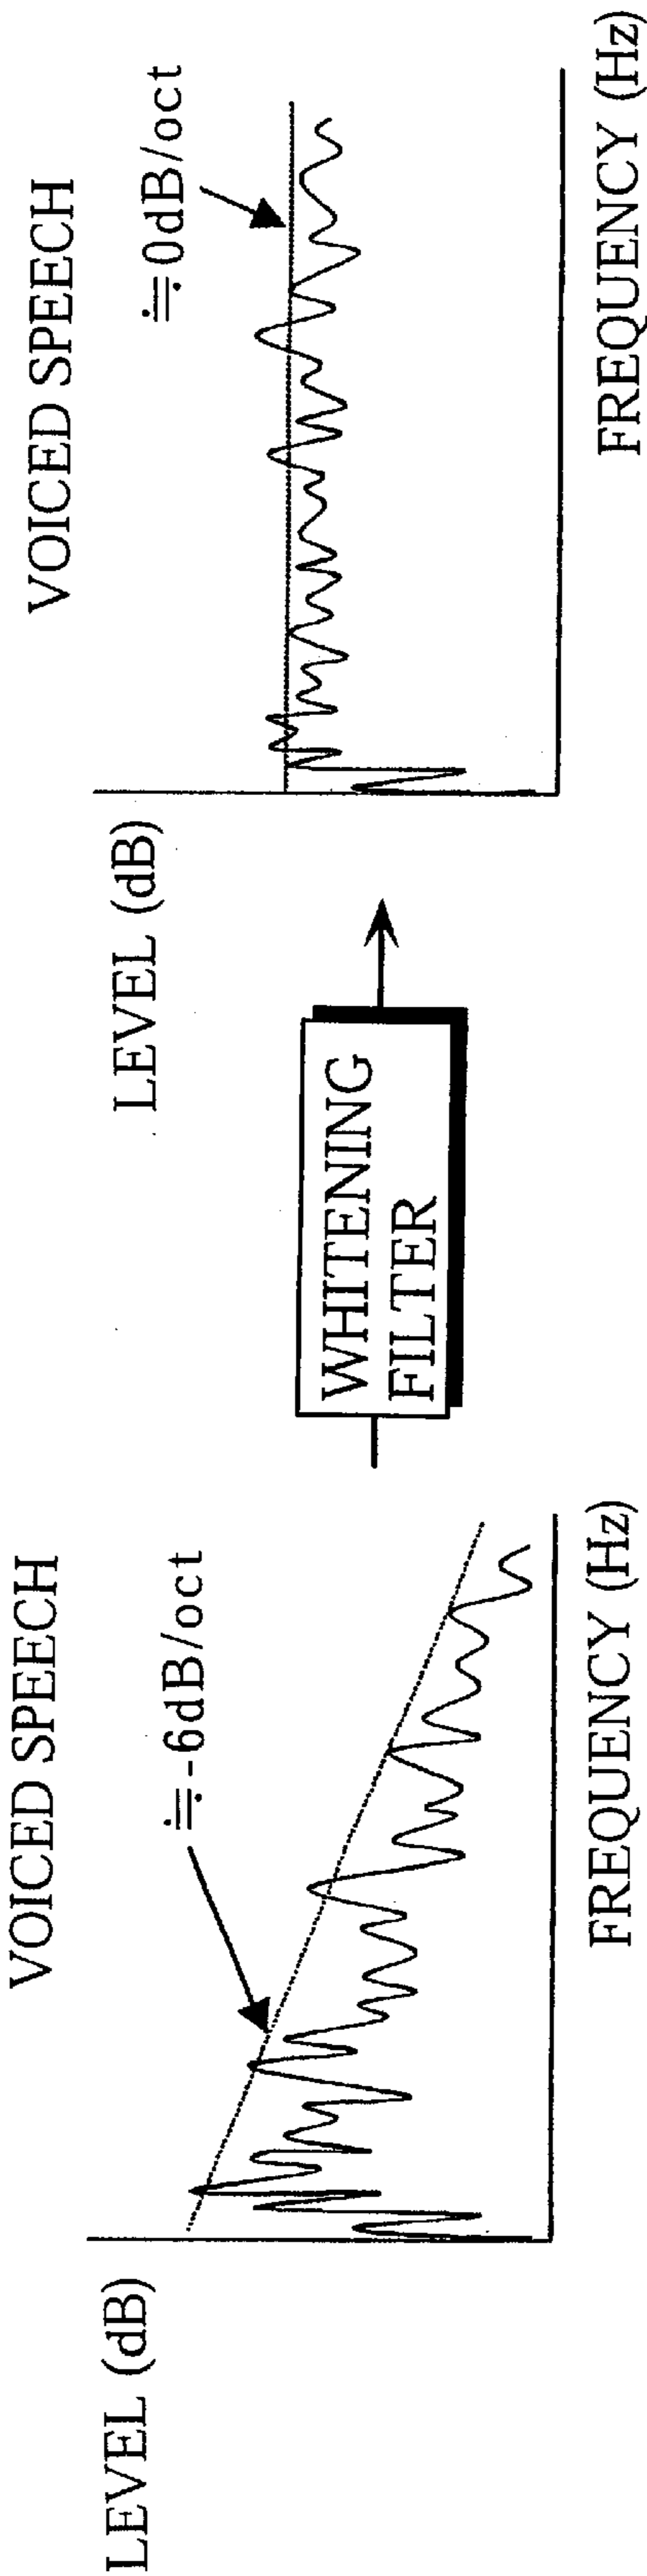 VOICED SPEECH
LEVEL (dB)
≒-6dB/oct
FREQUENCY (Hz)
WHITENING
FILTER
VOICED SPEECH
LEVEL (dB)
≒0dB/oct
FREQUENCY (Hz)